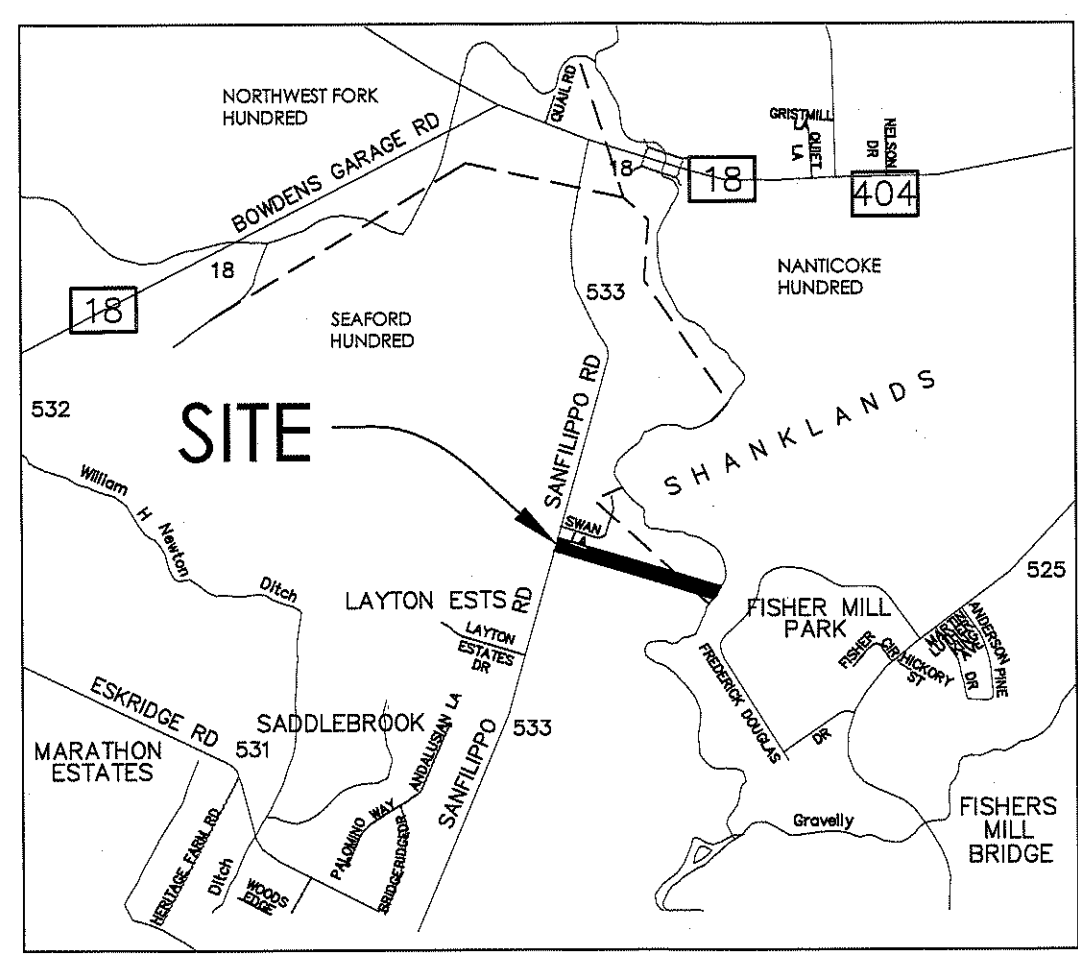 NORTHWEST FORK
HUNDRED
BOWDENS GARAGE RD
QUAIL RD
GRISTMILL
LA
QUIET LA
NELSON
DR
18
18
404
18
18
533
NANTICOKE
HUNDRED
SEAFORD
HUNDRED
532
SITE
SANFILIPPO RD
SHANKLANDS
William H Newton Ditch
SWAN
LA
525
LAYTON ESTS
RD
LAYTON
ESTATES
DR
FISHER MILL
PARK
FISHER CIR
HICKORY
ST
MARTIN
LUTHER
KING
DR
ANDERSON PINE
FREDERICK DOUGLAS
DR
ESKRIDGE RD
531
SADDLEBROOK
ANDALUSIAN LA
533
SANFILIPPO
MARATHON
ESTATES
PALOMINO WAY
BRIDGERIDGEDR
HERITAGE FARM RD
Ditch
WOODS
EDGE
Gravelly
FISHERS
MILL
BRIDGE